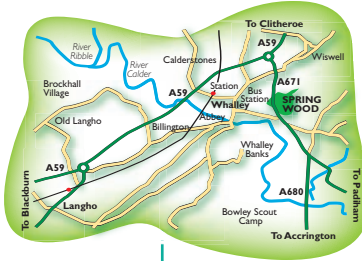 To Clitheroe
A59
River
Ribble
River
Calder
Calderstones
Wiswell
Station
Bus
Station
A671
Brockhall
Village
A59
Whalley
SPRING
WOOD
Old Langho
Abbey
Billington
Whalley
Banks
A59
A680
Langho
Bowley Scout
Camp
To Blackburn
To Padiham
To Accrington